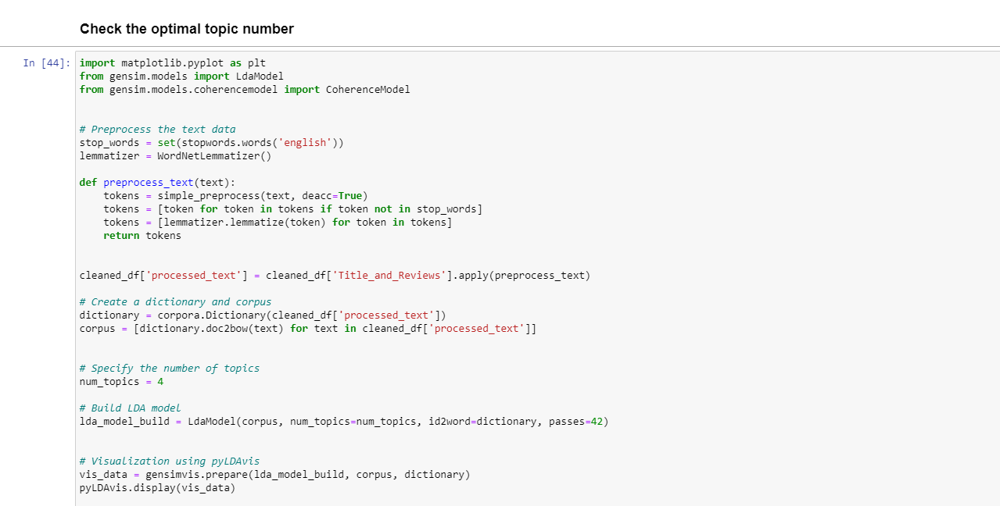 Check the optimal topic number
In [44]:
import matplotlib.pyplot as plt
from gensim.models import LdaModel
from gensim.models.coherencemodel import CoherenceModel
# Preprocess the text data
stop_words = set(stopwords.words('english'))
lemmatizer = WordNetLemmatizer()
def preprocess_text(text):
    tokens = simple_preprocess(text, deacc=True)
    tokens = [token for token in tokens if token not in stop_words]
    tokens = [lemmatizer.lemmatize(token) for token in tokens]
    return tokens
cleaned_df['processed_text'] = cleaned_df['Title_and_Reviews'].apply(preprocess_text)
# Create a dictionary and corpus
dictionary = corpora.Dictionary(cleaned_df['processed_text'])
corpus = [dictionary.doc2bow(text) for text in cleaned_df['processed_text']]
# Specify the number of topics
num_topics = 4
# Build LDA model
lda_model_build = LdaModel(corpus, num_topics=num_topics, id2word=dictionary, passes=42)
# Visualization using pyLDAvis
vis_data = gensimvis.prepare(lda_model_build, corpus, dictionary)
pyLDAvis.display(vis_data)